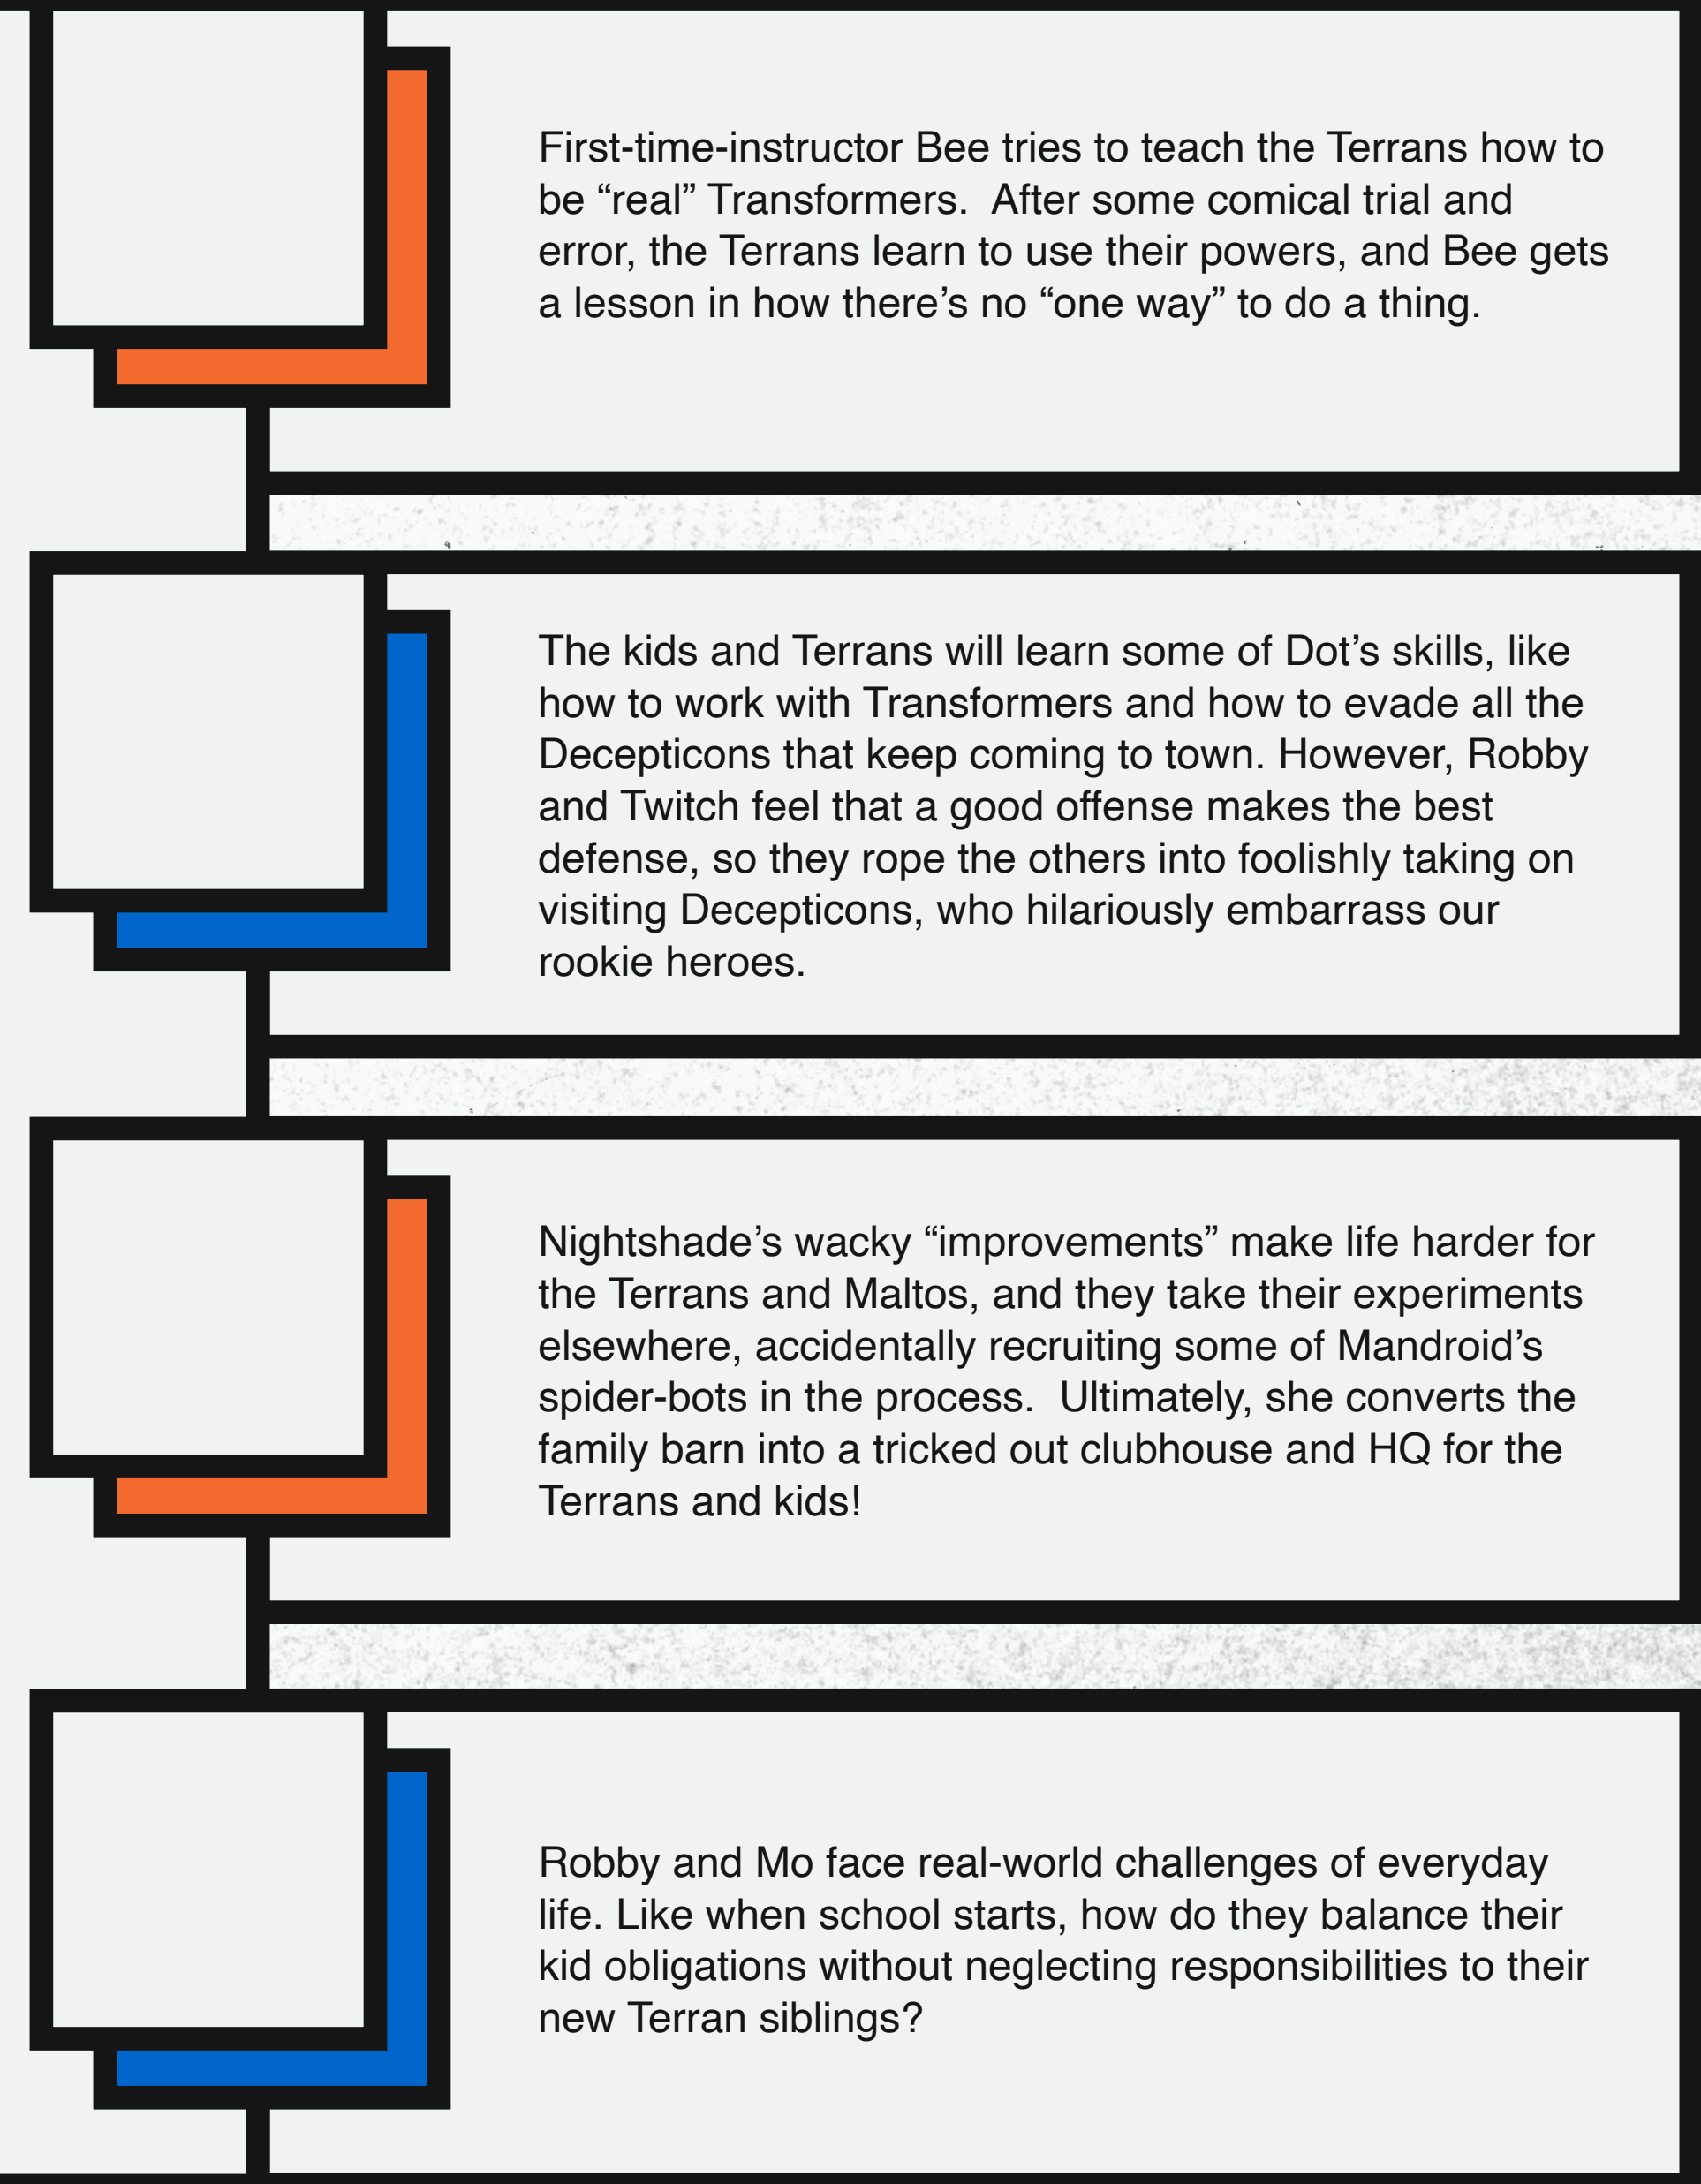 First-time-instructor Bee tries to teach the Terrans how to
be “real” Transformers.  After some comical trial and
error, the Terrans learn to use their powers, and Bee gets
a lesson in how there’s no “one way” to do a thing.
The kids and Terrans will learn some of Dot’s skills, like
how to work with Transformers and how to evade all the
Decepticons that keep coming to town. However, Robby
and Twitch feel that a good offense makes the best
defense, so they rope the others into foolishly taking on
visiting Decepticons, who hilariously embarrass our
rookie heroes.
Nightshade’s wacky “improvements” make life harder for
the Terrans and Maltos, and they take their experiments
elsewhere, accidentally recruiting some of Mandroid’s
spider-bots in the process.  Ultimately, she converts the
family barn into a tricked out clubhouse and HQ for the
Terrans and kids!
Robby and Mo face real-world challenges of everyday
life. Like when school starts, how do they balance their
kid obligations without neglecting responsibilities to their
new Terran siblings?